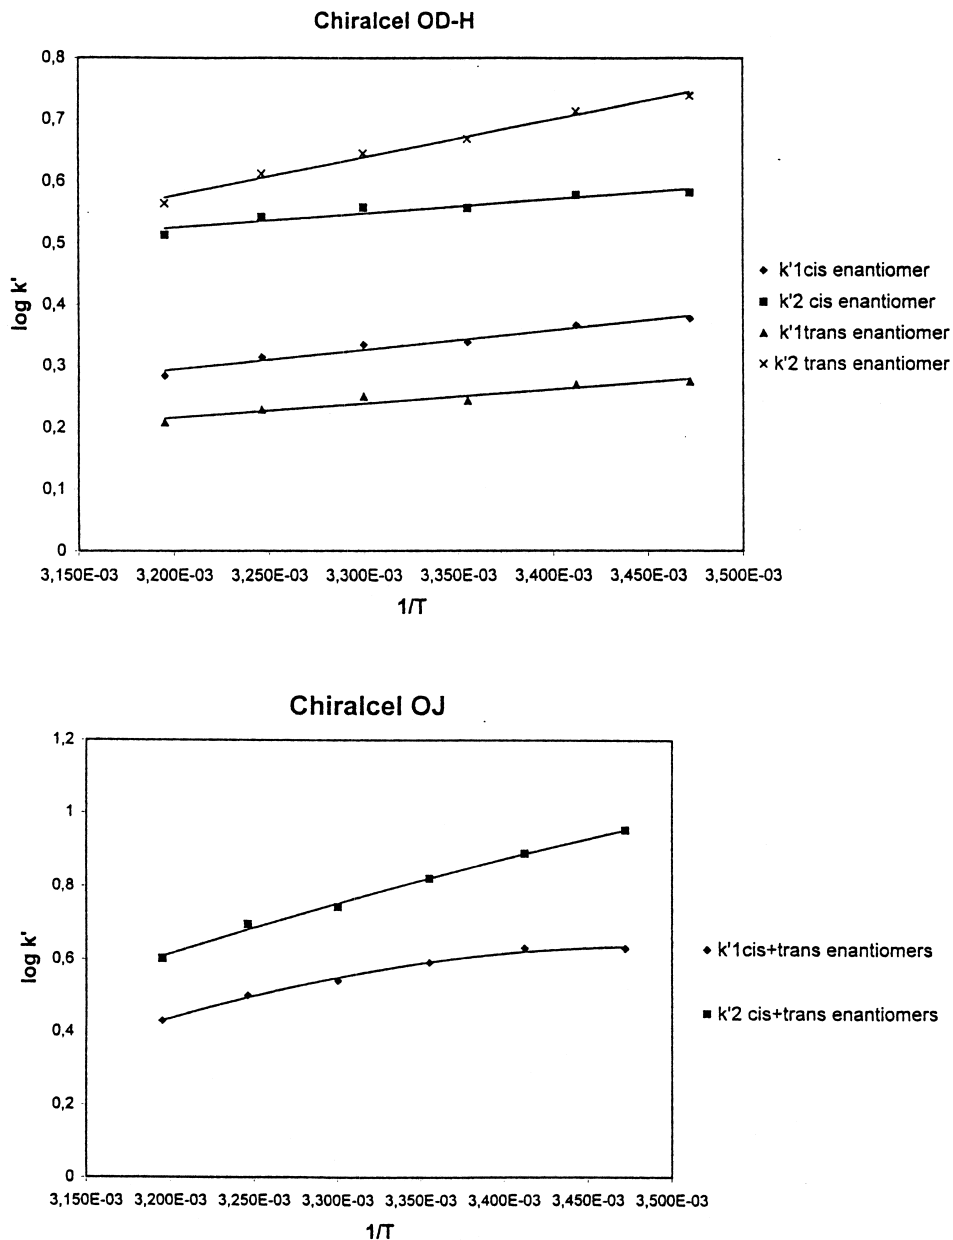 Chiralcel OD-H
0,8
0,7
0,6
0,5
0,4
0,3
0,2
0,1
0
log k'
3,150E-03 3,200E-03 3,250E-03 3,300E-03 3,350E-03 3,400E-03 3,450E-03 3,500E-03
1/T
k'1cis enantiomer
k'2 cis enantiomer
k'1trans enantiomer
k'2 trans enantiomer
Chiralcel OJ
1,2
1
0,8
0,6
0,4
0,2
0
log k'
3,150E-03 3,200E-03 3,250E-03 3,300E-03 3,350E-03 3,400E-03 3,450E-03 3,500E-03
1/T
k'1cis+trans enantiomers
k'2 cis+trans enantiomers